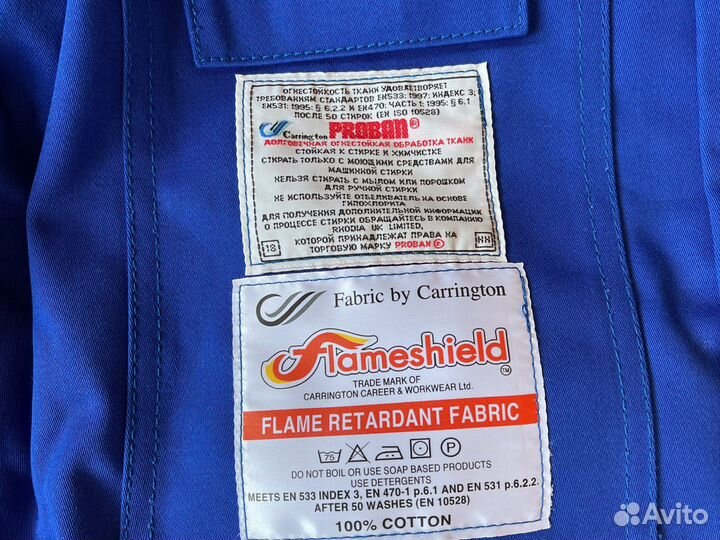 ОГНЕСТОЙКОСТЬ ТКАНИ УДОВЛЕТВОРЯЕТ
ТРЕБОВАНИЯМ СТАНДАРТОВ EN533: 1997: ИНДЕКС 3;
EN531: 1995: § 6.2.2 И EN470: ЧАСТЬ 1: 1995: § 6.1
ПОСЛЕ 50 СТИРОК (EN ISO 10528)
Carrington PROBAN®
ДОЛГОВЕЧНАЯ ОГНЕСТОЙКАЯ ОБРАБОТКА ТКАНИ
СТОЙКАЯ К СТИРКЕ И ХИМЧИСТКЕ
СТИРАТЬ ТОЛЬКО С МОЮЩИМИ СРЕДСТВАМИ ДЛЯ
МАШИННОЙ СТИРКИ
НЕЛЬЗЯ СТИРАТЬ С МЫЛОМ ИЛИ ПОРОШКОМ
ДЛЯ РУЧНОЙ СТИРКИ
НЕ ИСПОЛЬЗУЙТЕ ОТБЕЛИВАТЕЛЬ НА ОСНОВЕ
ГИПОХЛОРИТА
ДЛЯ ПОЛУЧЕНИЯ ДОПОЛНИТЕЛЬНОЙ ИНФОРМАЦИИ
О ПРОЦЕССЕ СТИРКИ ОБРАЩАЙТЕСЬ В КОМПАНИЮ
RHODIA UK LIMITED,
КОТОРОЙ ПРИНАДЛЕЖАТ ПРАВА НА
ТОРГОВУЮ МАРКУ PROBAN®
18
Fabric by Carrington
Flameshield™
TRADE MARK OF
CARRINGTON CAREER & WORKWEAR Ltd.
FLAME RETARDANT FABRIC
75 P
DO NOT BOIL OR USE SOAP BASED PRODUCTS
USE DETERGENTS
MEETS EN 533 INDEX 3, EN 470-1 p.6.1 AND EN 531 p.6.2.2.
AFTER 50 WASHES (EN 10528)
100% COTTON
Avito